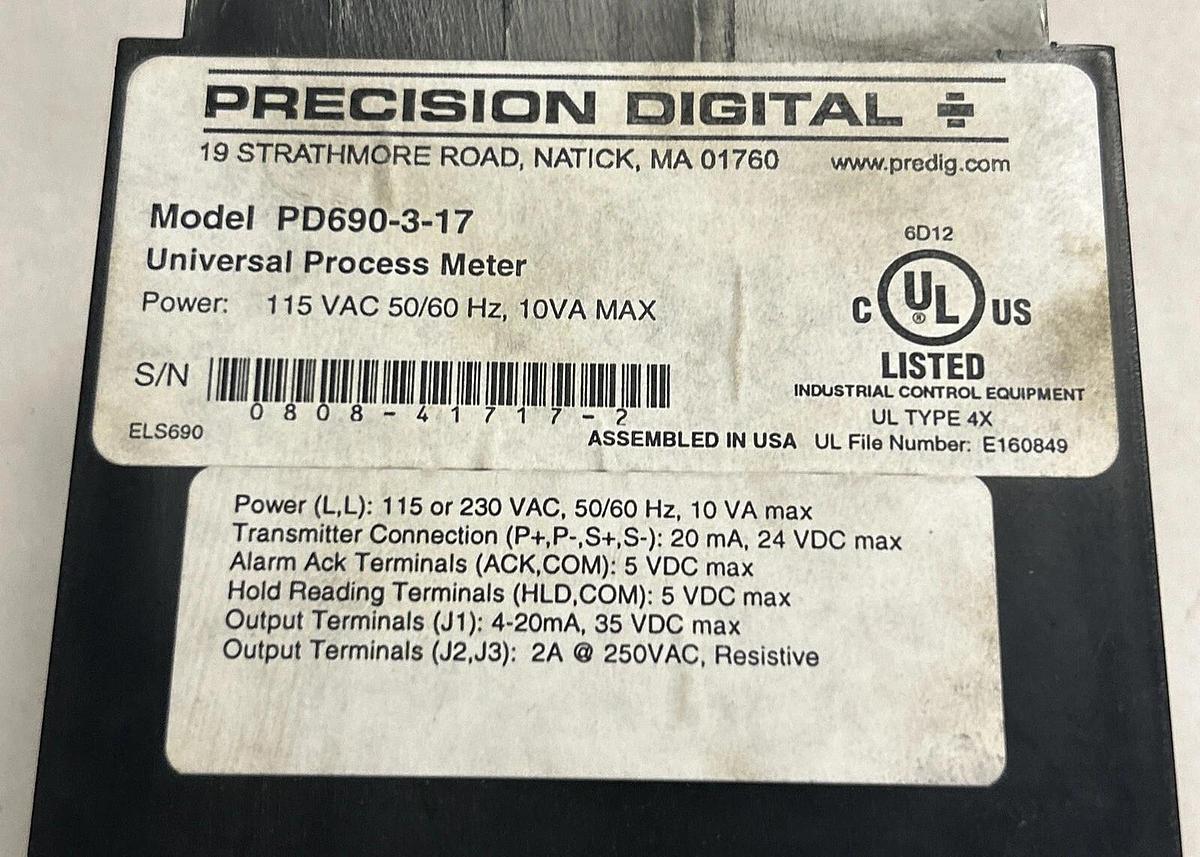 PRECISION DIGITAL
19 STRATHMORE ROAD, NATICK, MA 01760 www.predig.com
Model PD690-3-17
Universal Process Meter
Power: 115 VAC 50/60 Hz, 10VA MAX
6D12
C UL ® US
LISTED
INDUSTRIAL CONTROL EQUIPMENT
UL TYPE 4X
S/N
0808-41717-2
ELS690
ASSEMBLED IN USA UL File Number: E160849
Power (L,L): 115 or 230 VAC, 50/60 Hz, 10 VA max
Transmitter Connection (P+,P-,S+,S-): 20 mA, 24 VDC max
Alarm Ack Terminals (ACK,COM): 5 VDC max
Hold Reading Terminals (HLD,COM): 5 VDC max
Output Terminals (J1): 4-20mA, 35 VDC max
Output Terminals (J2,J3): 2A @ 250VAC, Resistive